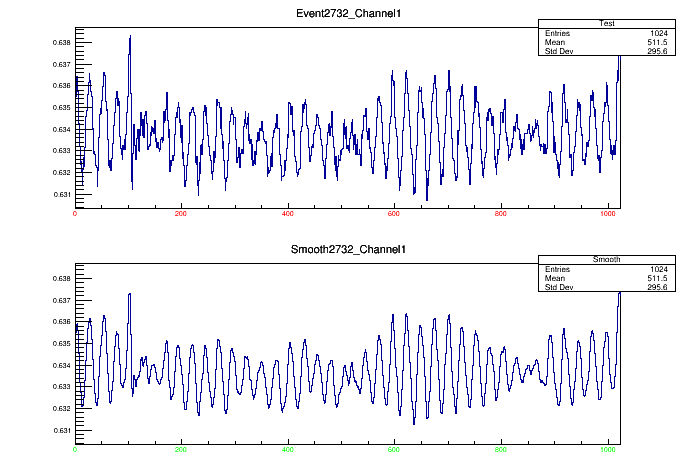 Event2732_Channel1
Test
Entries 1024
Mean 511.5
Std Dev 295.6
0.638
0.637
0.636
0.635
0.634
0.633
0.632
0.631
0 200 400 600 800 1000
Smooth2732_Channel1
Smooth
Entries 1024
Mean 511.5
Std Dev 295.6
0.638
0.637
0.636
0.635
0.634
0.633
0.632
0.631
0 200 400 600 800 1000